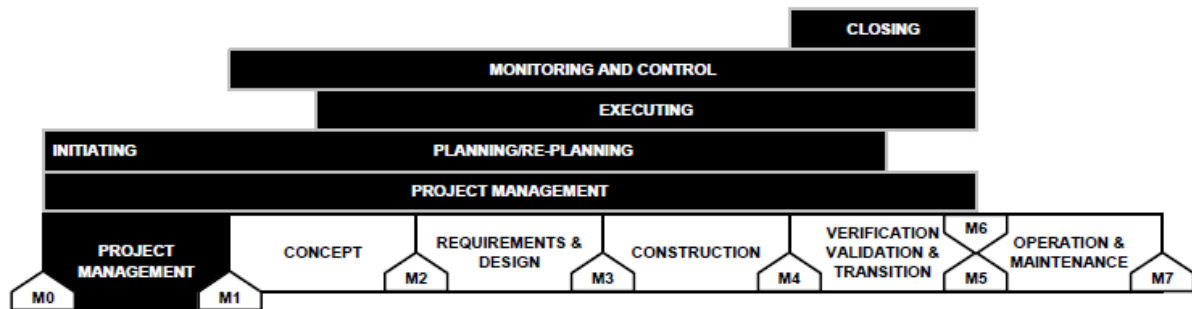 CLOSING
MONITORING AND CONTROL
EXECUTING
INITIATING PLANNING/RE-PLANNING
PROJECT MANAGEMENT
PROJECT
MANAGEMENT
CONCEPT
REQUIREMENTS &
DESIGN
CONSTRUCTION
VERIFICATION
VALIDATION &
TRANSITION
OPERATION &
MAINTENANCE
M0
M1
M2
M3
M4
M6
M5
M7